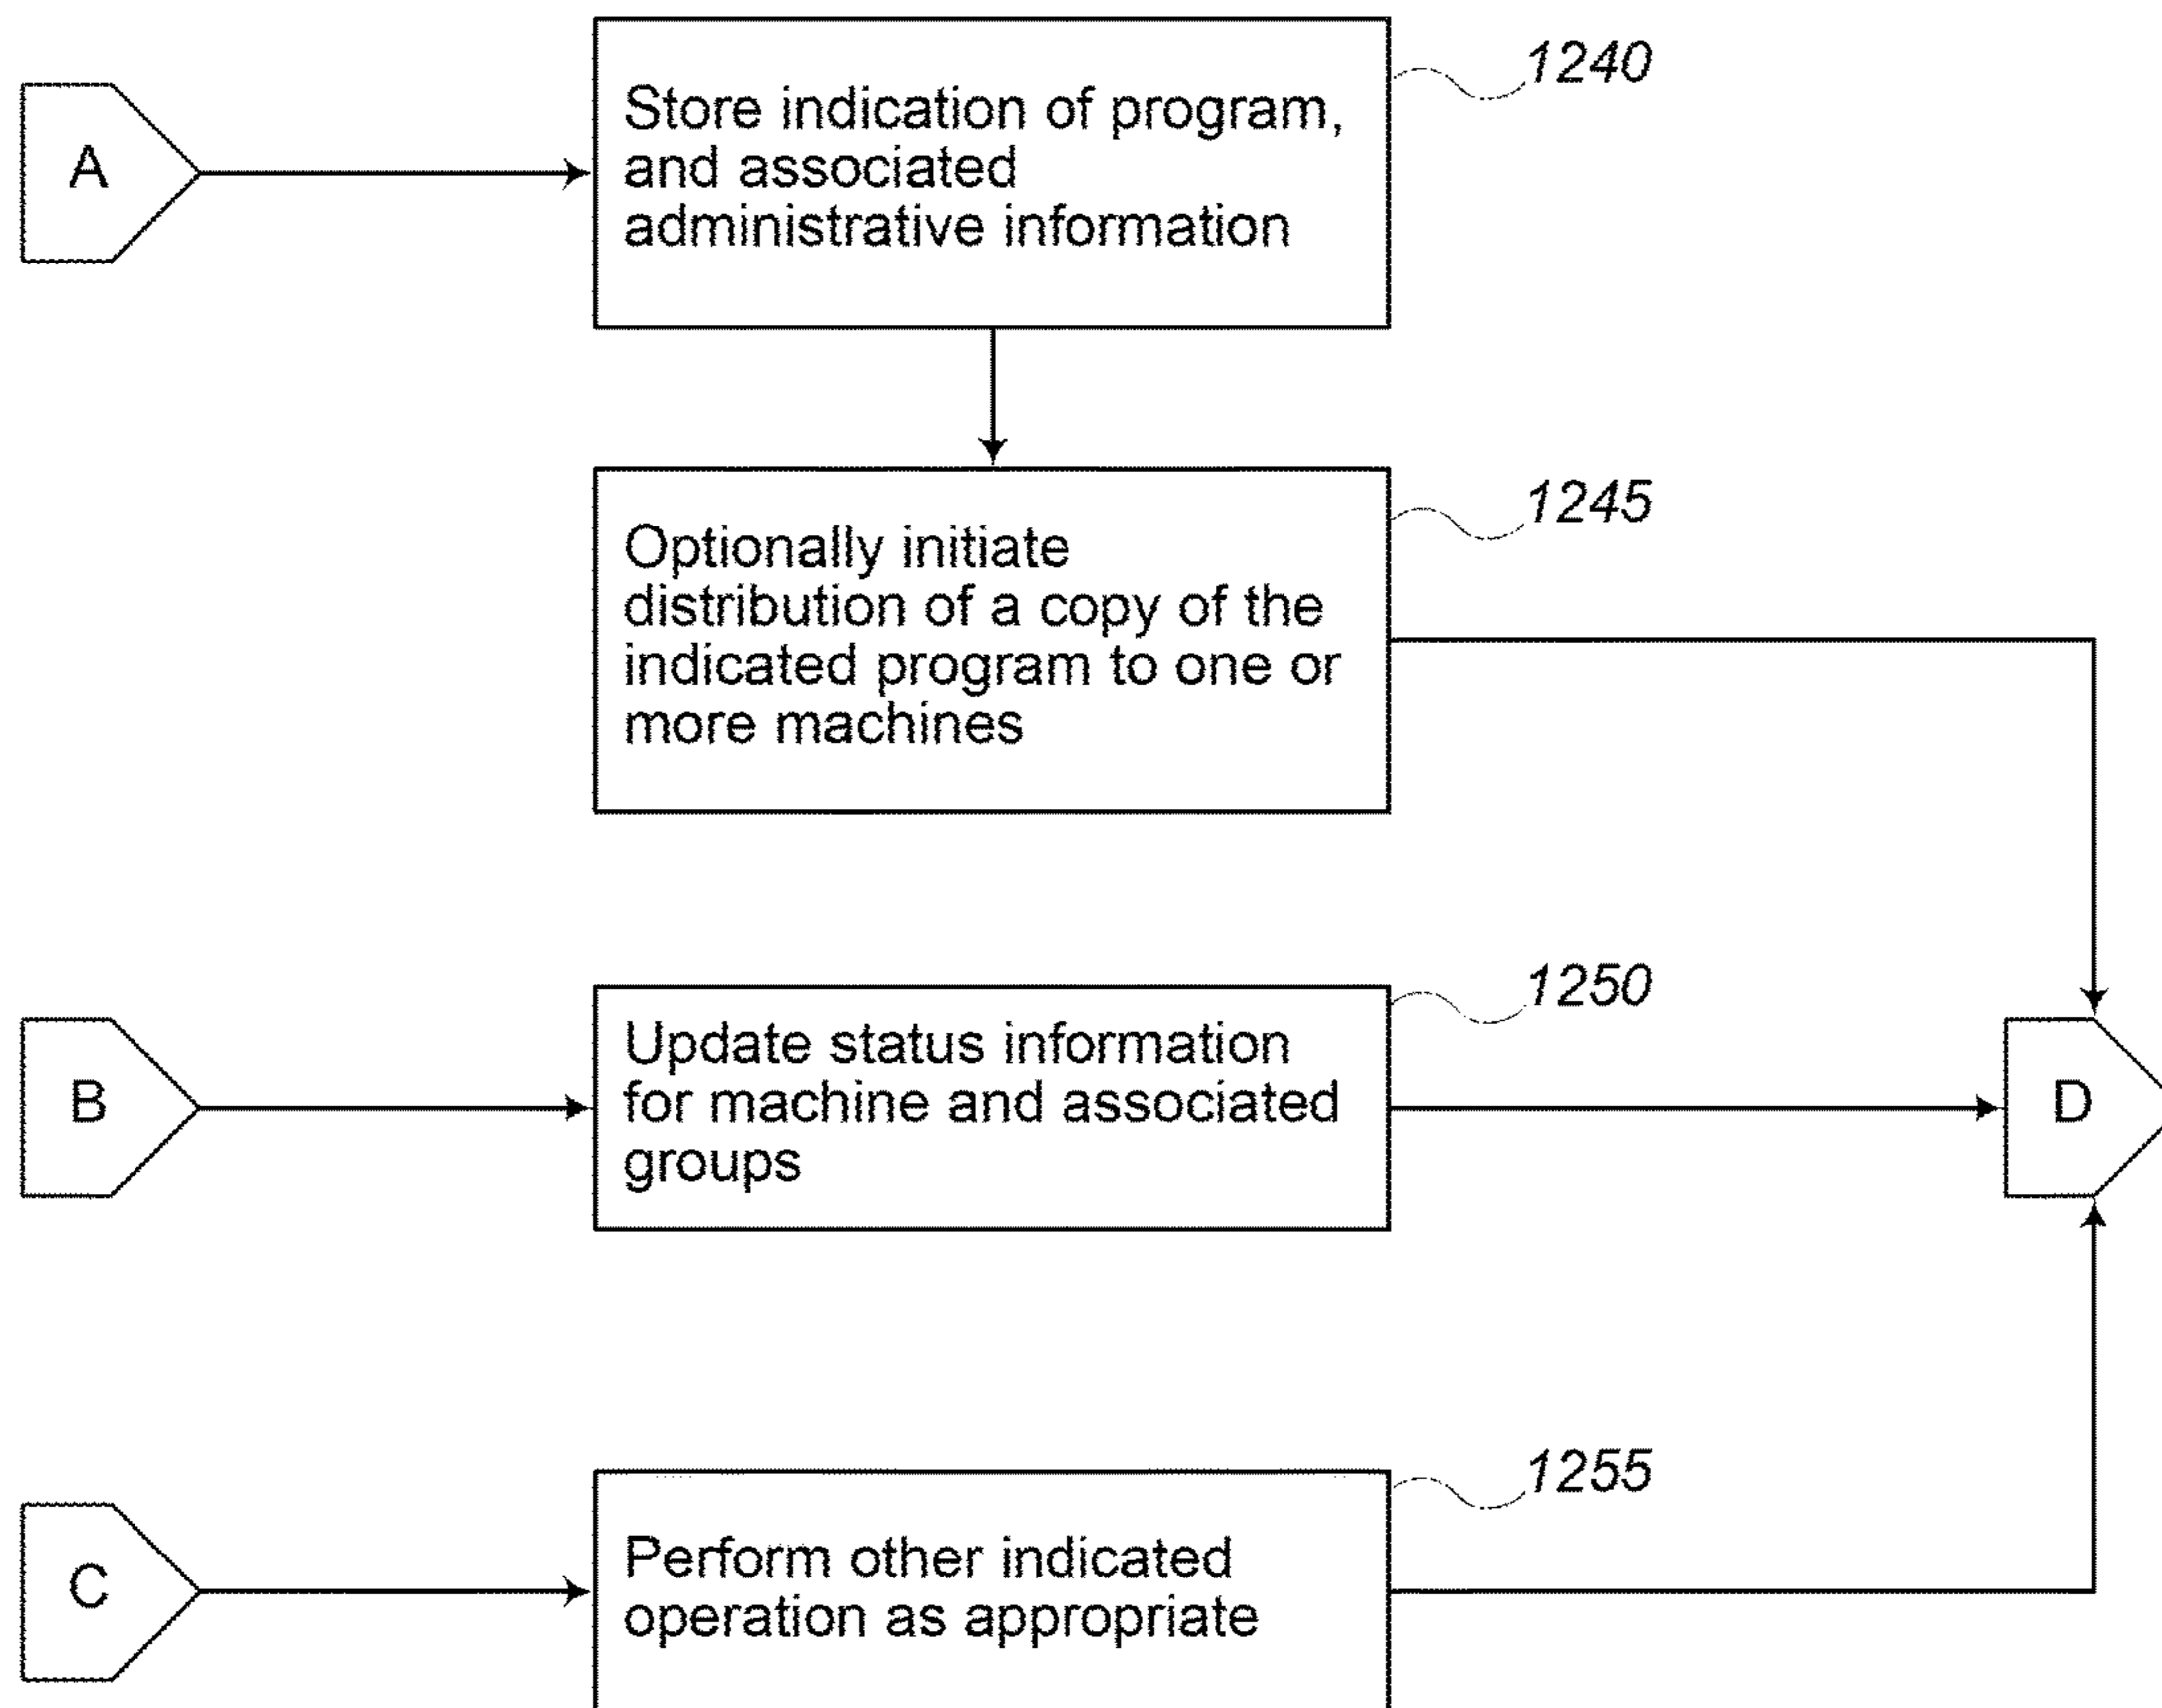 1240
A
Store indication of program,
and associated
administrative information
1245
Optionally initiate
distribution of a copy of the
indicated program to one or
more machines
1250
B
Update status information
for machine and associated
groups
D
1255
C
Perform other indicated
operation as appropriate